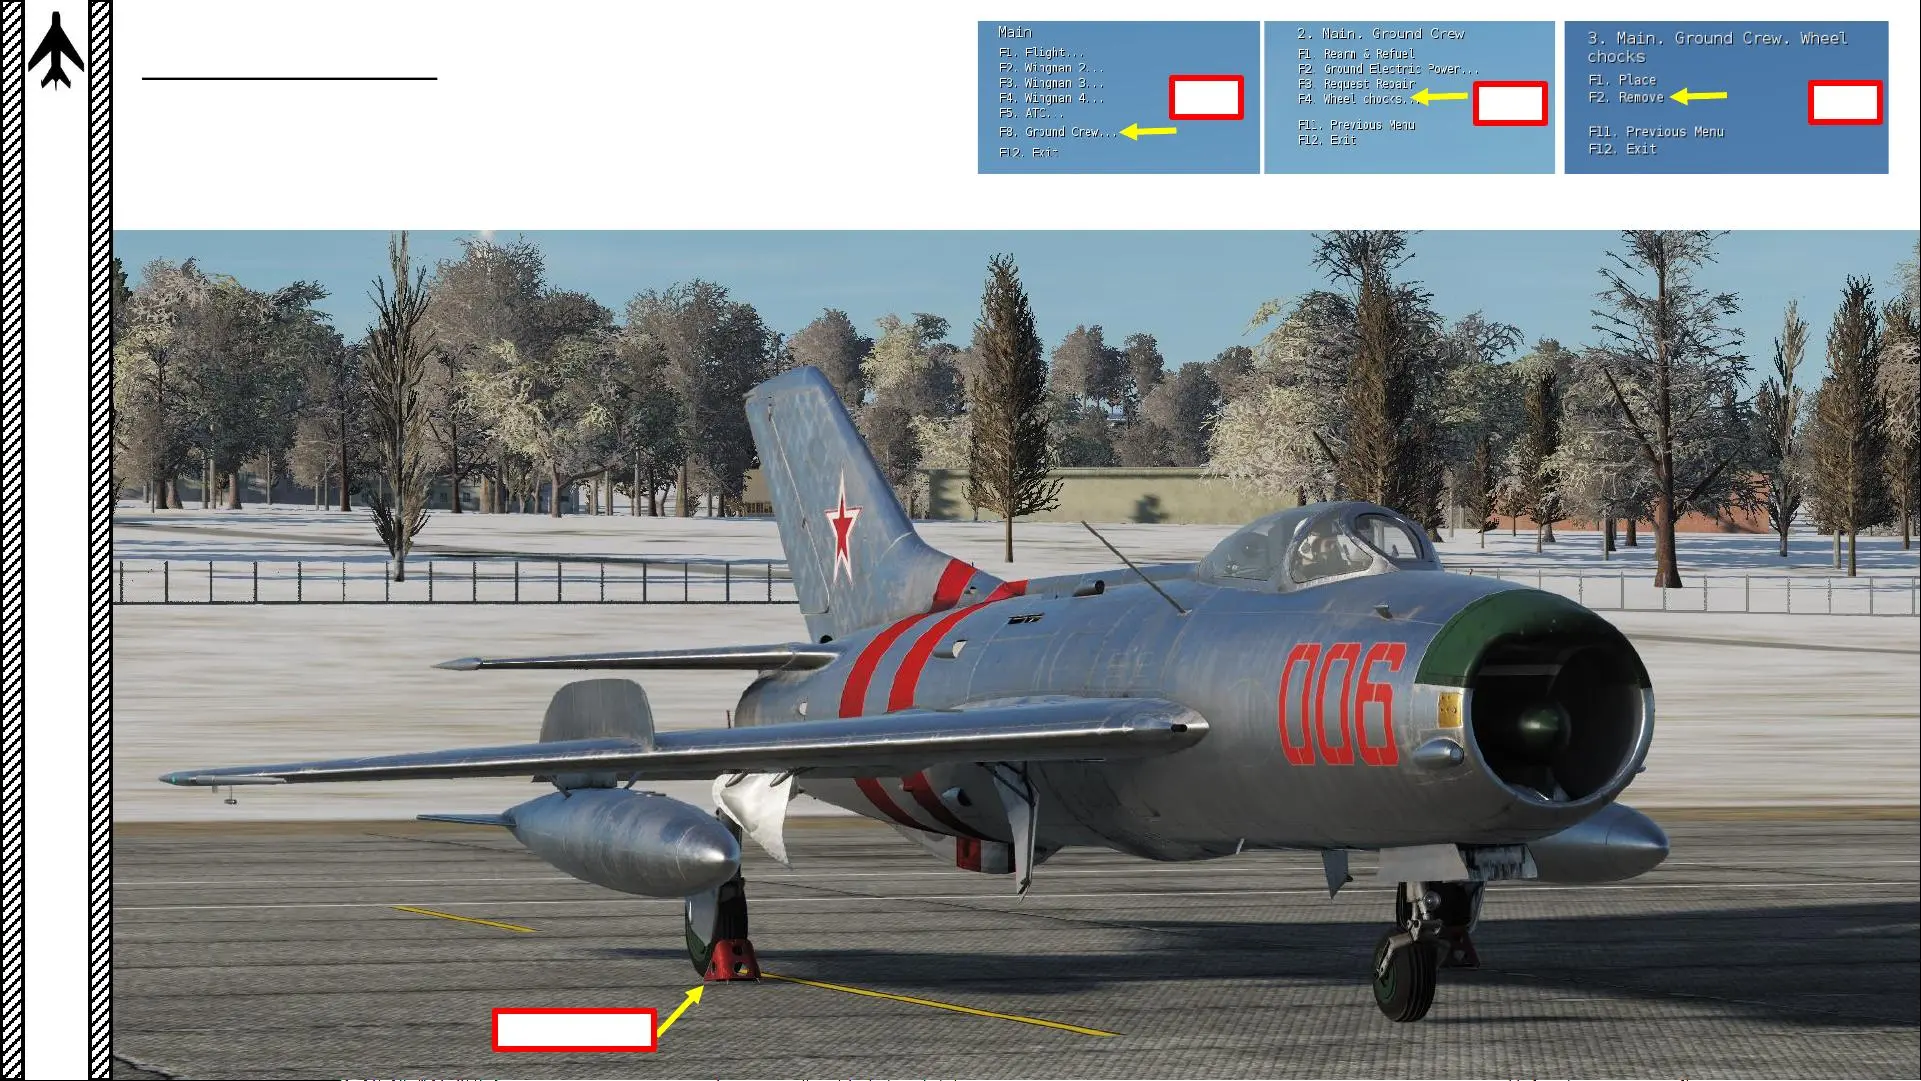 Main
F1. Flight...
F2. Wingman 2...
F3. Wingman 3...
F4. Wingman 4...
F5. ATC...
F8. Ground Crew...
F12. Exit
2. Main. Ground Crew
F1. Rearm & Refuel
F2. Ground Electric Power...
F3. Request Repair
F4. Wheel chocks...
F11. Previous Menu
F12. Exit
3. Main. Ground Crew. Wheel
chocks
F1. Place
F2. Remove
F11. Previous Menu
F12. Exit
006